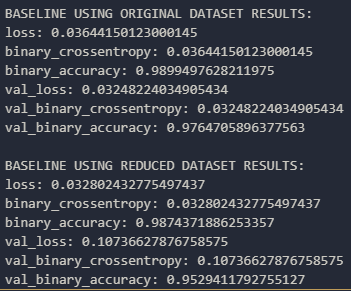 BASELINE USING ORIGINAL DATASET RESULTS:
loss: 0.03644150123000145
binary_crossentropy: 0.03644150123000145
binary_accuracy: 0.9899497628211975
val_loss: 0.03248224034905434
val_binary_crossentropy: 0.03248224034905434
val_binary_accuracy: 0.9764705896377563
BASELINE USING REDUCED DATASET RESULTS:
loss: 0.032802432775497437
binary_crossentropy: 0.032802432775497437
binary_accuracy: 0.9874371886253357
val_loss: 0.10736627876758575
val_binary_crossentropy: 0.10736627876758575
val_binary_accuracy: 0.9529411792755127